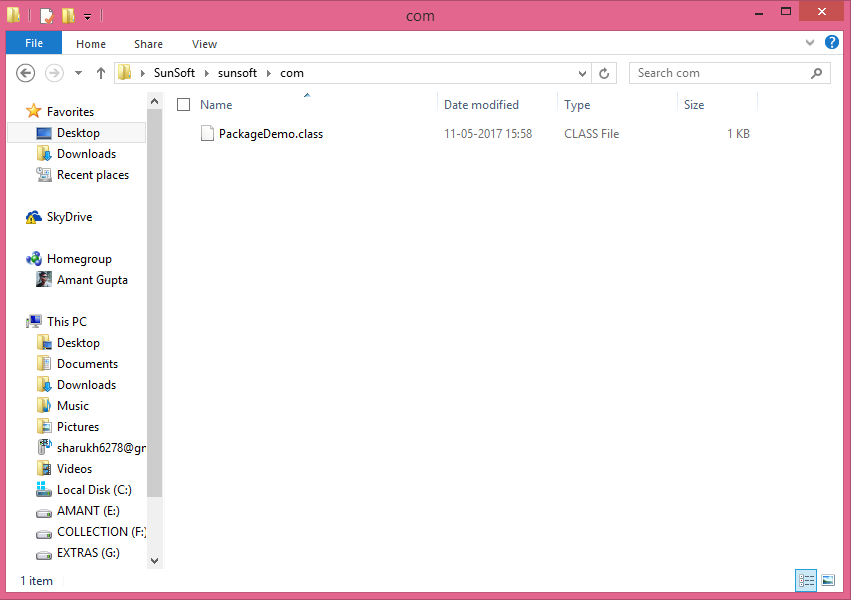 com
File Home Share View
SunSoft sunsoft com Search com
Name Date modified Type Size
PackageDemo.class 11-05-2017 15:58 CLASS File 1 KB
Favorites
Desktop
Downloads
Recent places
SkyDrive
Homegroup
Amant Gupta
This PC
Desktop
Documents
Downloads
Music
Pictures
sharukh6278@gr
Videos
Local Disk (C:)
AMANT (E:)
COLLECTION (F:)
EXTRAS (G:)
1 item